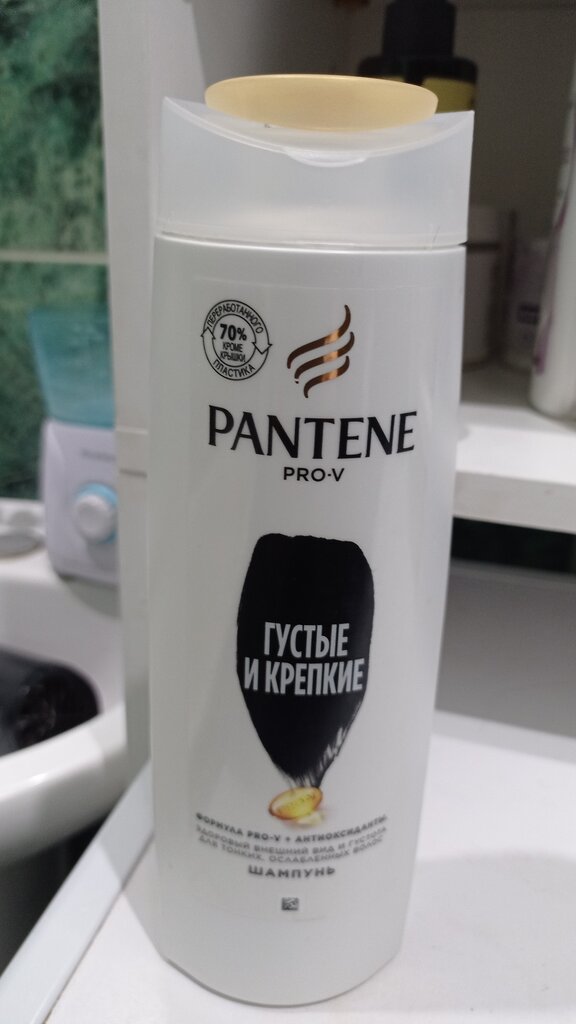 ПЕРЕРАБОТАННОГО
70%
КРОМЕ
КРЫШКИ
ПЛАСТИКА
PANTENE
PRO-V
ГУСТЫЕ
И КРЕПКИЕ
ФОРМУЛА PRO-V + АНТИОКСИДАНТЫ
ЗДОРОВЫЙ ВНЕШНИЙ ВИД И ГУСТОТА
ДЛЯ ТОНКИХ, ОСЛАБЛЕННЫХ ВОЛОС
ШАМПУНЬ